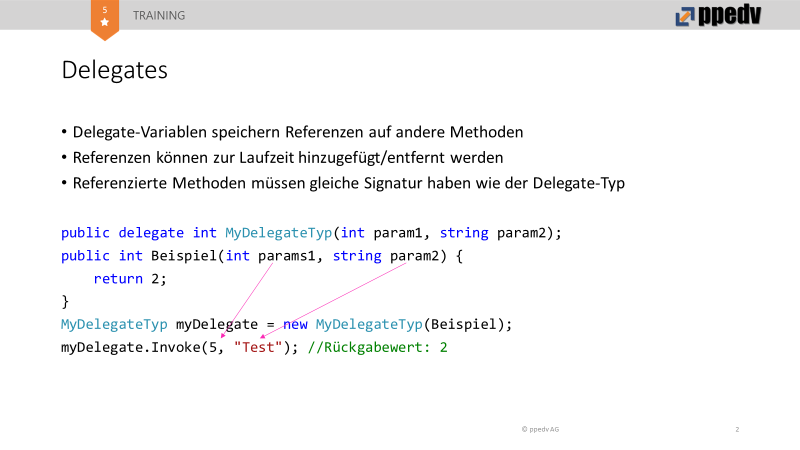 5
TRAINING
ppedv
Delegates
• Delegate-Variablen speichern Referenzen auf andere Methoden
• Referenzen können zur Laufzeit hinzugefügt/entfernt werden
• Referenzierte Methoden müssen gleiche Signatur haben wie der Delegate-Typ
public delegate int MyDelegateTyp(int param1, string param2);
public int Beispiel(int params1, string param2) {
    return 2;
}
MyDelegateTyp myDelegate = new MyDelegateTyp(Beispiel);
myDelegate.Invoke(5, "Test"); //Rückgabewert: 2
© ppedv AG
2